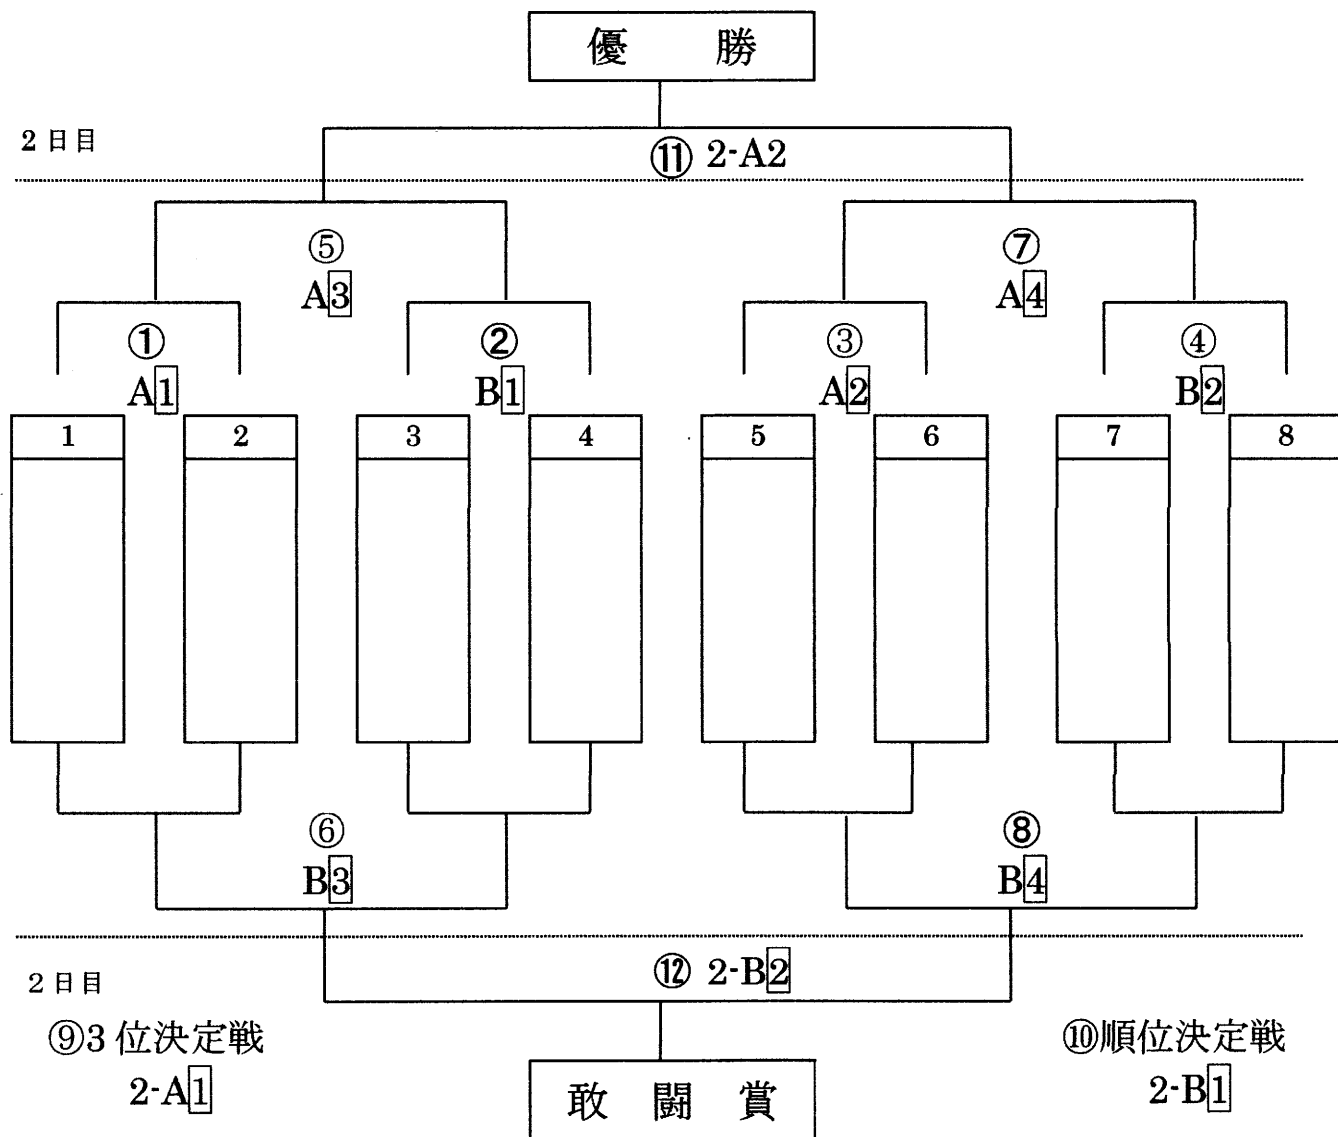 優 勝
2日目
⑪ 2-A2
⑤
A3
⑦
A4
①
A1
②
B1
③
A2
④
B2
1 2 3 4 5 6 7 8
⑥
B3
⑧
B4
⑫ 2-B2
2日目
⑨3位決定戦
2-A1
⑩順位決定戦
2-B1
敢 闘 賞